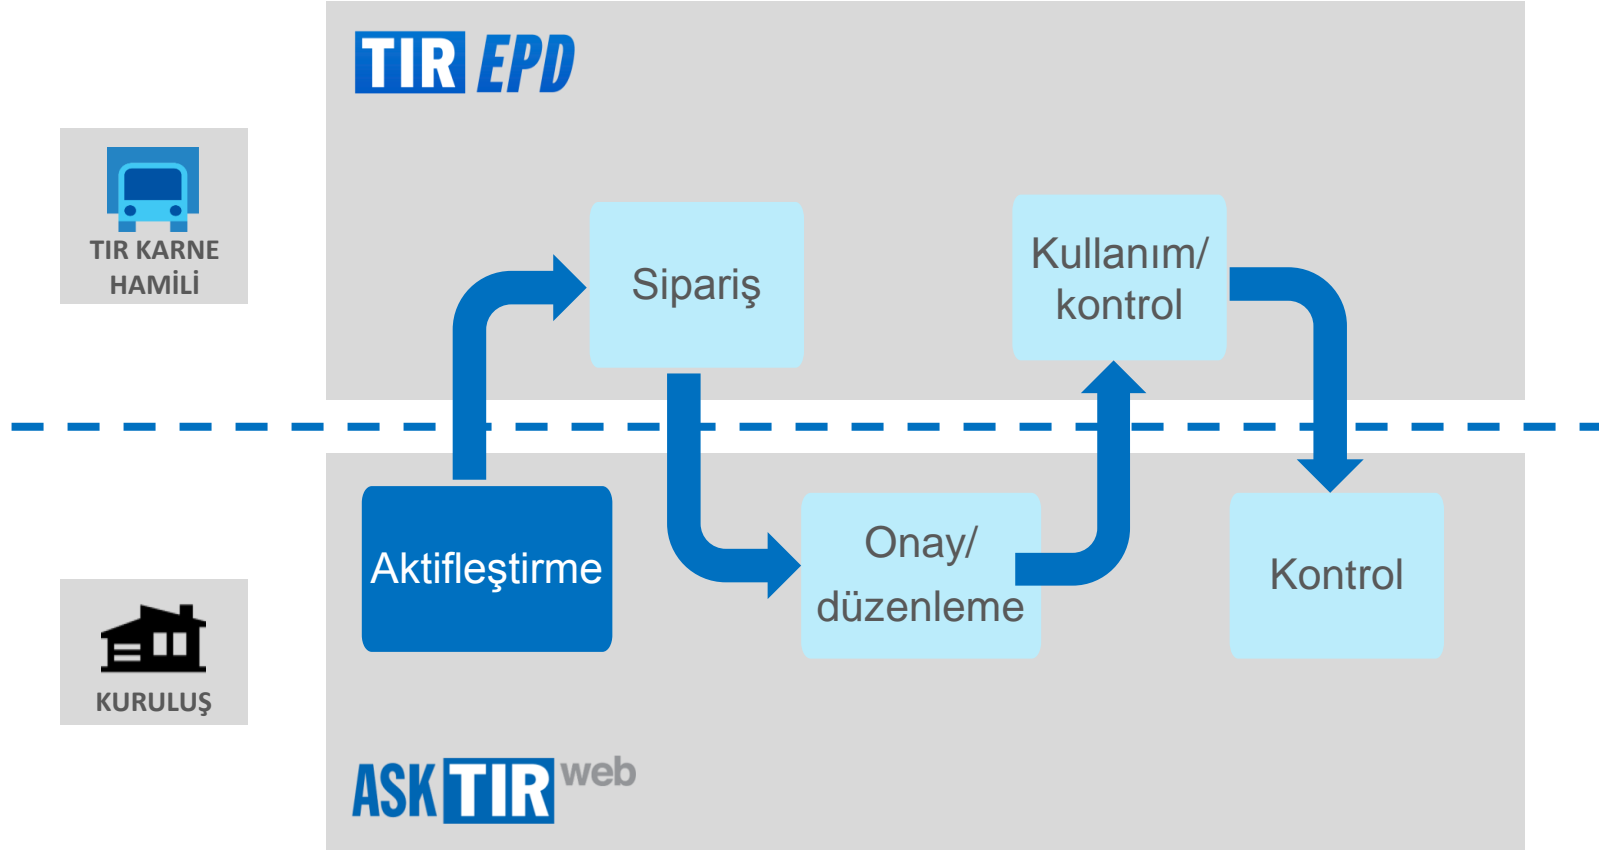 TIR EPD
TIR KARNE
HAMİLİ
Sipariş
Kullanım/
kontrol
Aktifleştirme
Onay/
düzenleme
Kontrol
KURULUŞ
ASKTIR web